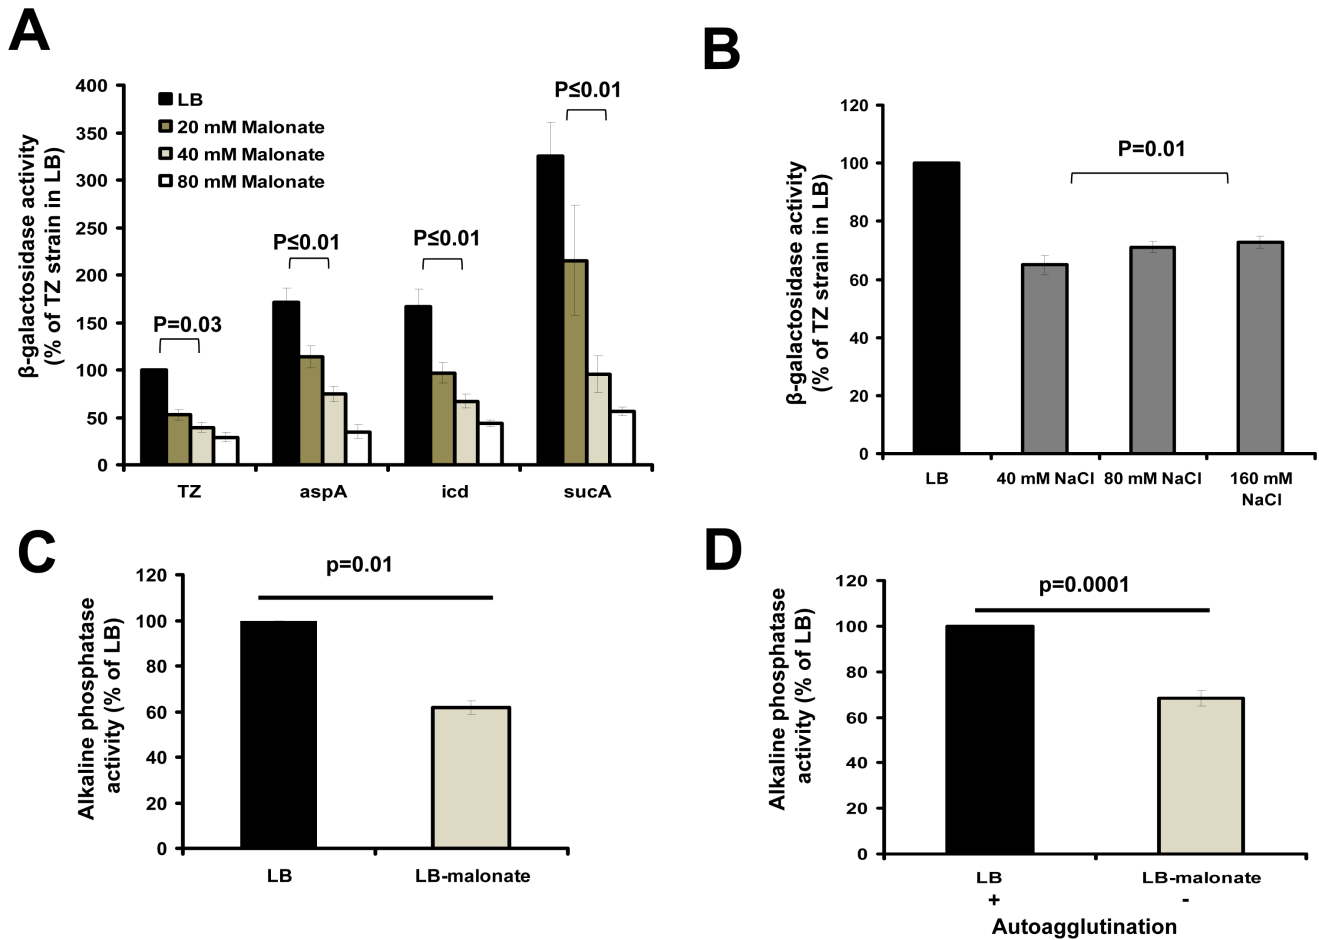 A
β-galactosidase activity
(% of TZ strain in LB)
400
350
300
250
200
150
100
50
0
LB
20 mM Malonate
40 mM Malonate
80 mM Malonate
P=0.03
P≤0.01
P≤0.01
P≤0.01
TZ aspA icd sucA
B
β-galactosidase activity
(% of TZ strain in LB)
120
100
80
60
40
20
0
P=0.01
LB 40 mM NaCl 80 mM NaCl 160 mM
NaCl
C
Alkaline phosphatase
activity (% of LB)
120
100
80
60
40
20
0
p=0.01
LB LB-malonate
D
Alkaline phosphatase
activity (% of LB)
120
100
80
60
40
20
0
p=0.0001
LB LB-malonate
+ -
Autoagglutination